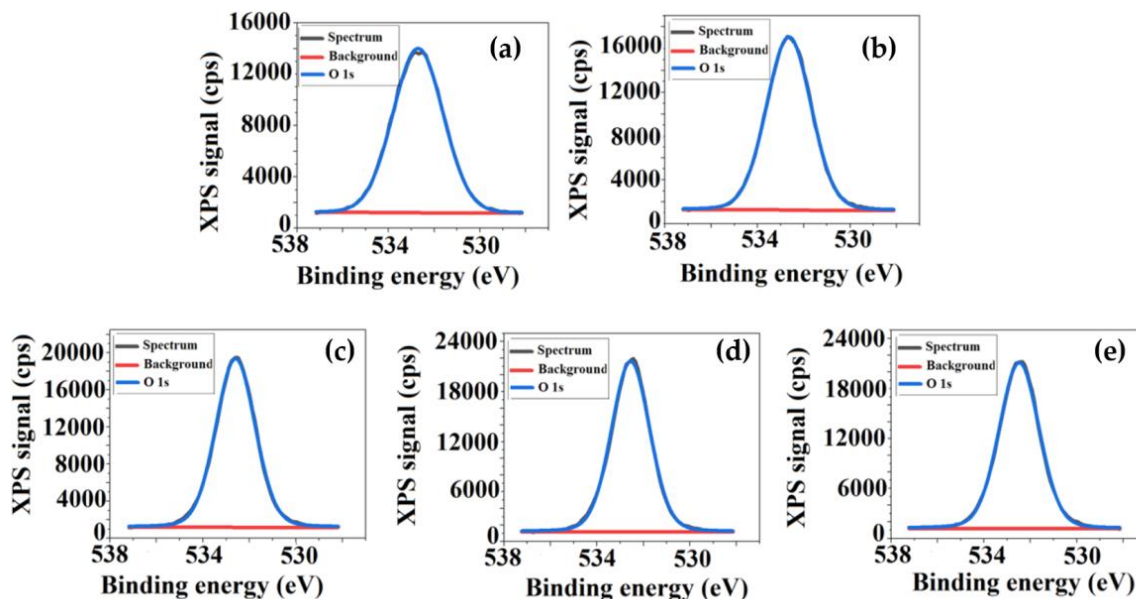 (a)
XPS signal (cps)
16000
12000
8000
4000
0
Spectrum
Background
O 1s
538
534
530
Binding energy (eV)
(b)
XPS signal (cps)
16000
12000
8000
4000
0
Spectrum
Background
O 1s
538
534
530
Binding energy (eV)
(c)
XPS signal (cps)
20000
16000
12000
8000
4000
0
Spectrum
Background
O 1s
538
534
530
Binding energy (eV)
(d)
XPS signal (cps)
24000
18000
12000
6000
0
Spectrum
Background
O 1s
538
534
530
Binding energy (eV)
(e)
XPS signal (cps)
24000
18000
12000
6000
0
Spectrum
Background
O 1s
538
534
530
Binding energy (eV)